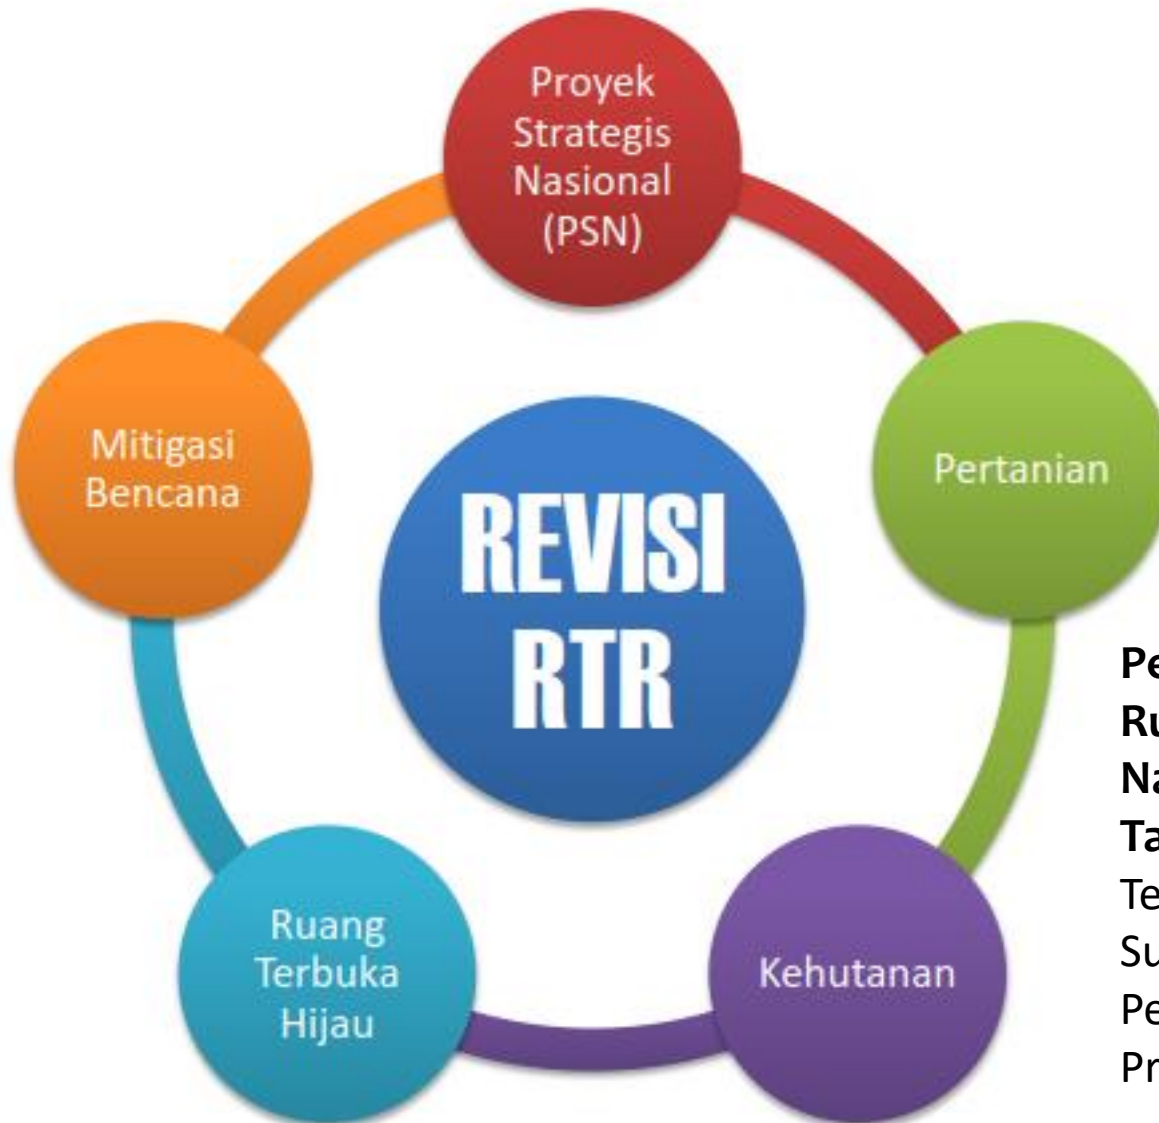 Proyek
Strategis
Nasional
(PSN)
Mitigasi
Bencana
Pertanian
REVISI
RTR
Ruang
Terbuka
Hijau
Kehutanan